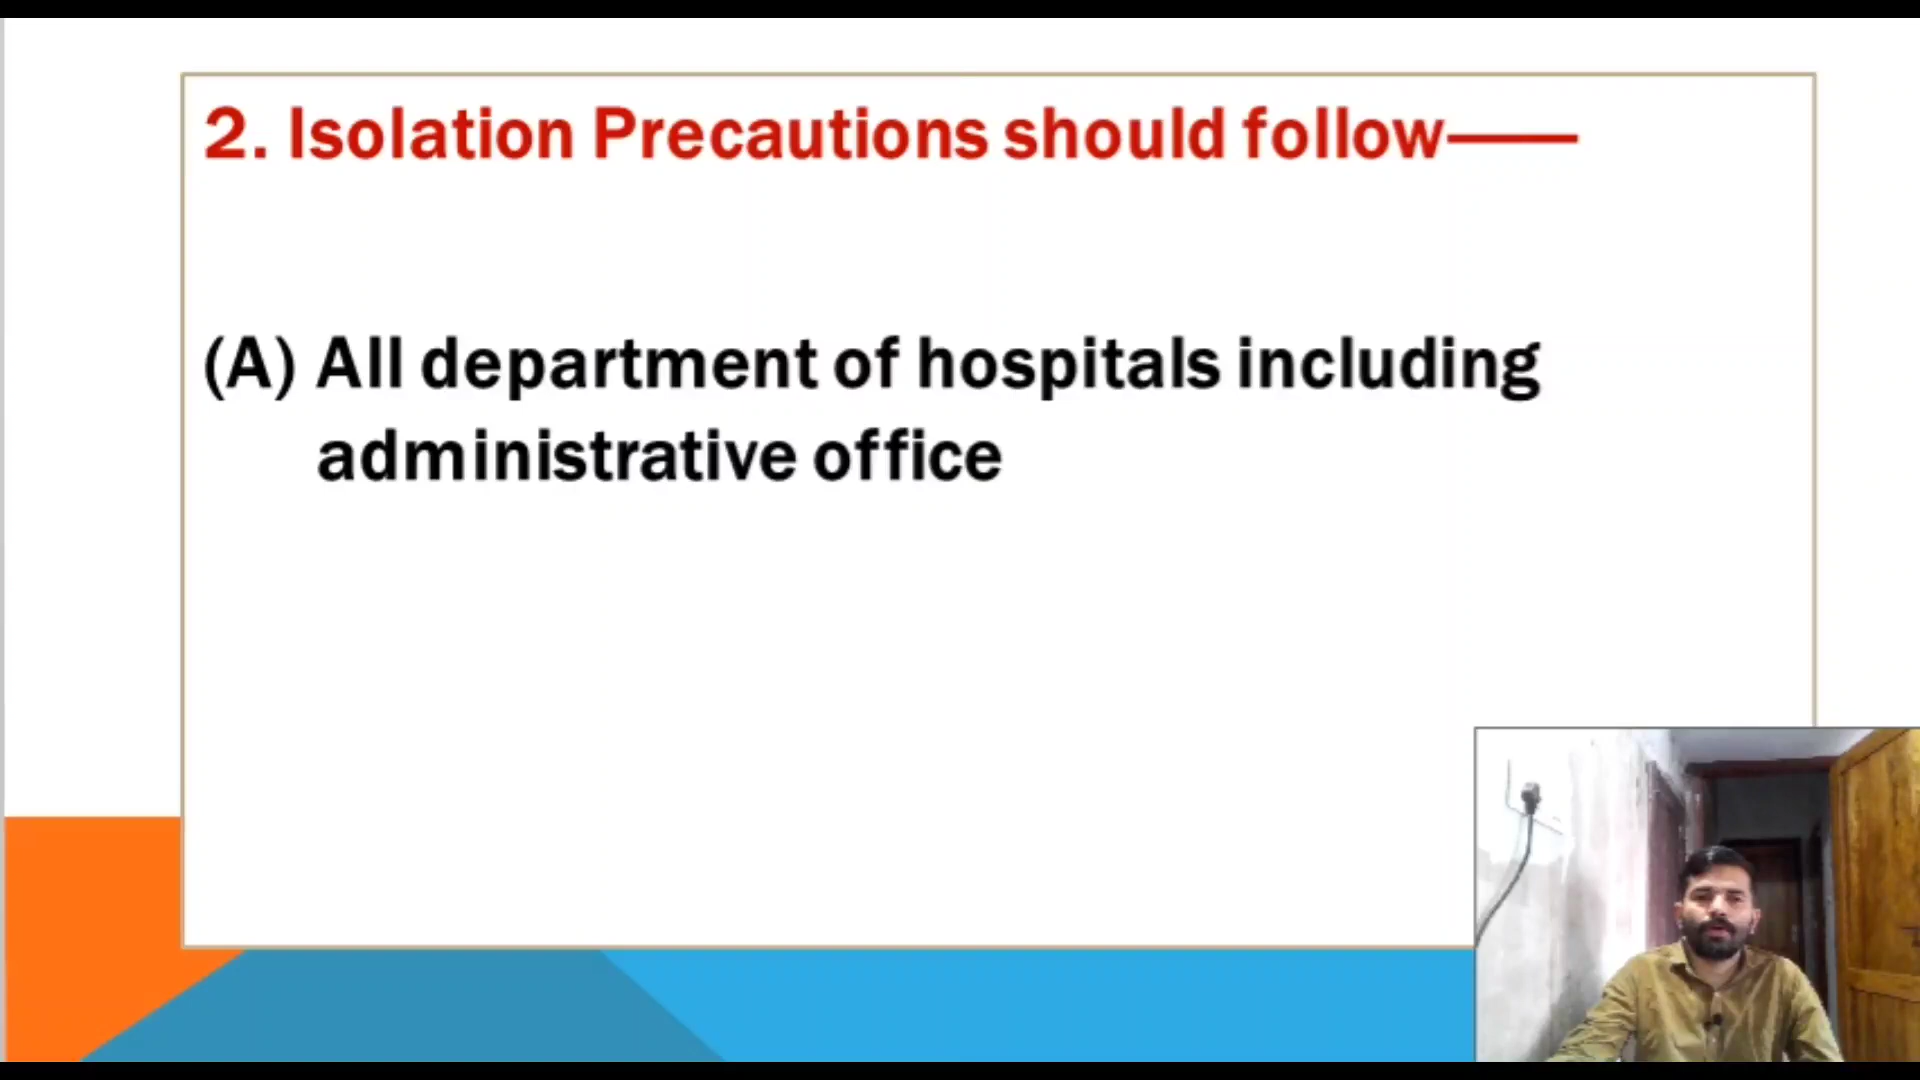 2. Isolation Precautions should follow——
(A) All department of hospitals including
administrative office